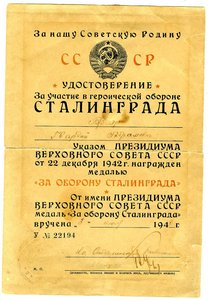 За нашу Советскую Родину
СС СР
УДОСТОВЕРЕНИЕ
За участие в героической обороне
СТАЛИНГРАДА
Указом ПРЕЗИДИУМА
ВЕРХОВНОГО СОВЕТА СССР
от 22 декабря 1942 г. награжден
медалью
«ЗА ОБОРОНУ СТАЛИНГРАДА»
От имени ПРЕЗИДИУМА
ВЕРХОВНОГО СОВЕТА СССР
медаль «За оборону Сталинграда»
вручена 194 г.
У № 22194
М. П.